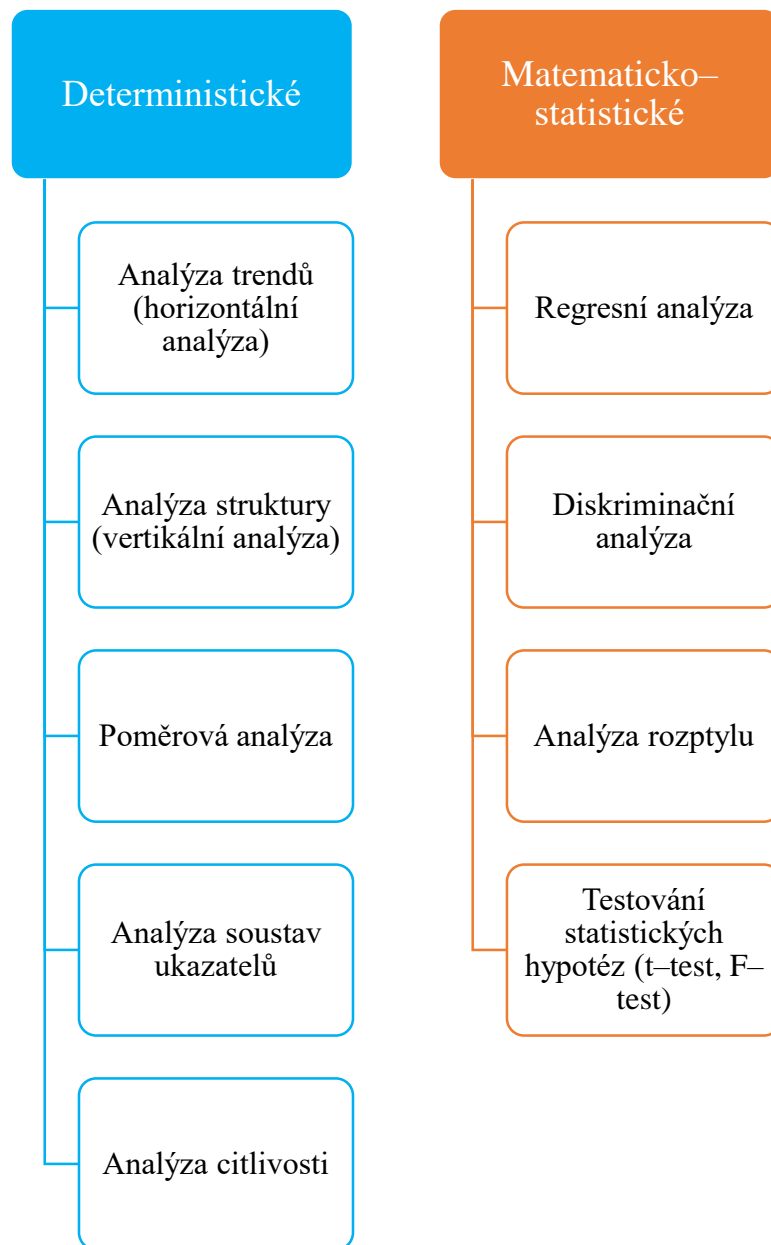 Deterministické
Analýza trendů
(horizontální
analýza)
Analýza struktury
(vertikální analýza)
Poměrová analýza
Analýza soustav
ukazatelů
Analýza citlivosti
Matematicko–
statistické
Regresní analýza
Diskriminační
analýza
Analýza rozptylu
Testování
statistických
hypotéz (t–test, F–
test)